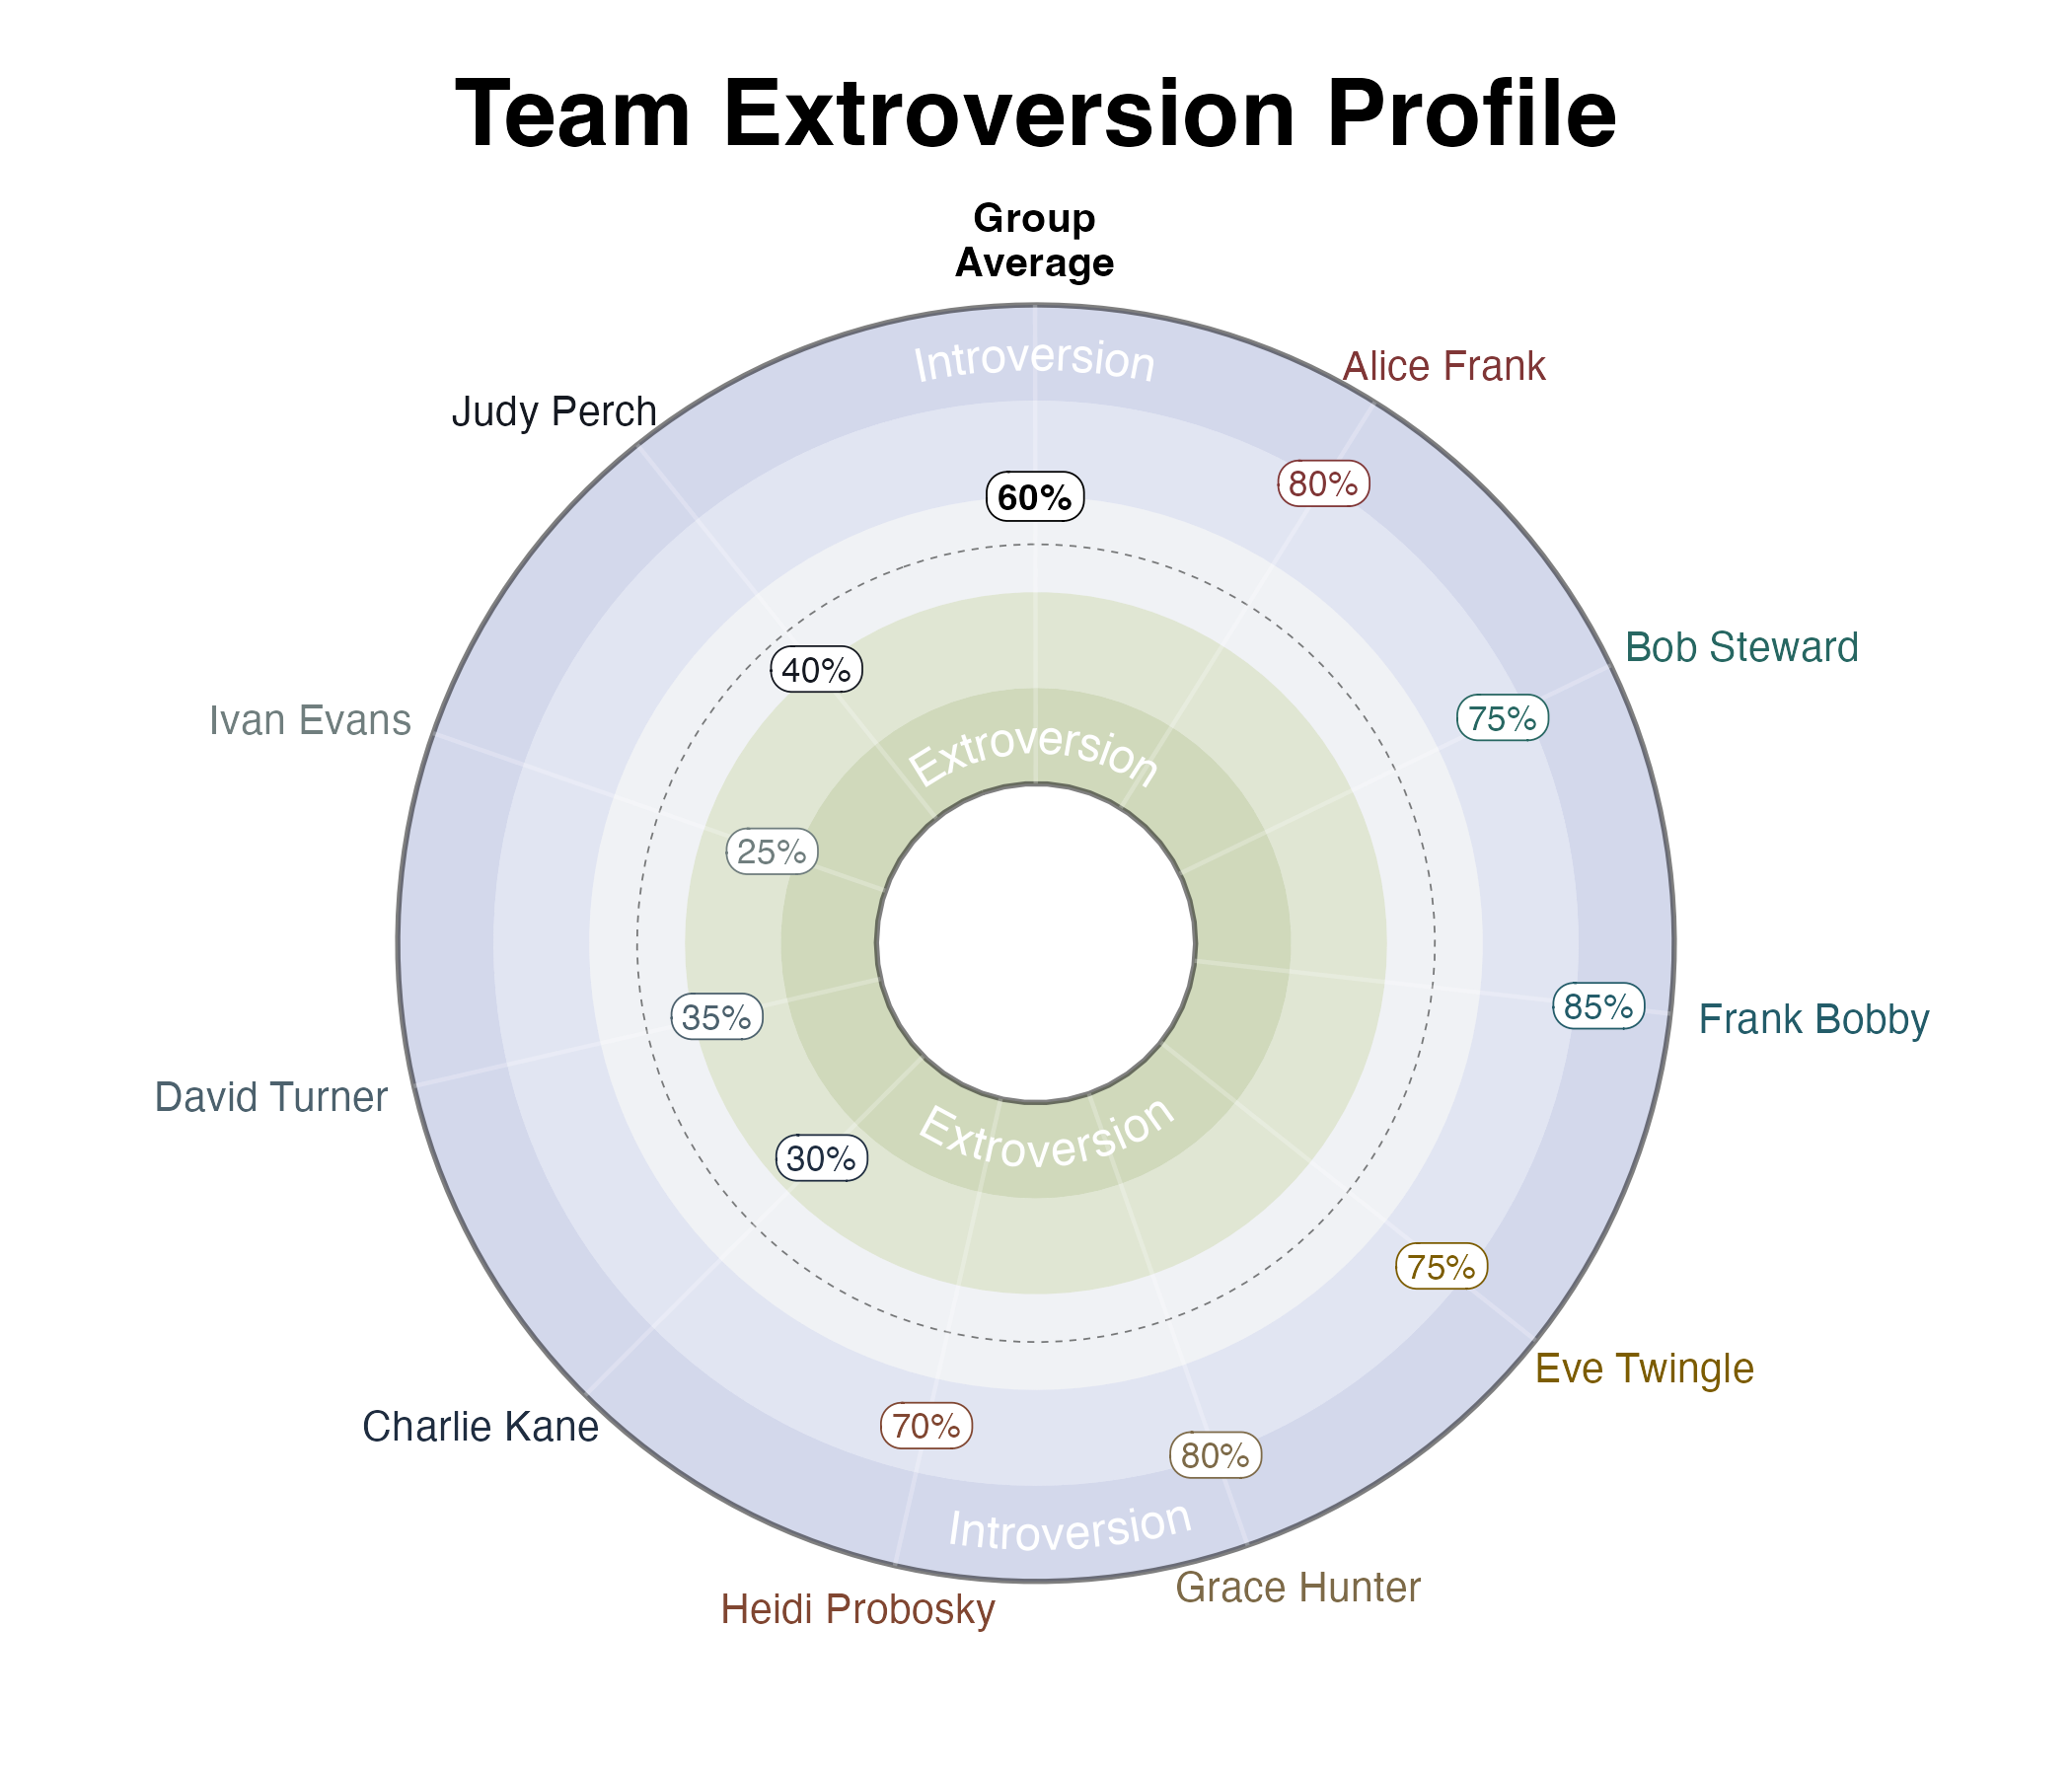 Team Extroversion Profile
Group
Average
Introversion
Alice Frank
Judy Perch
80%
60%
Bob Steward
40%
75%
Ivan Evans
Extroversion
25%
85%
Frank Bobby
35%
David Turner
Extroversion
30%
75%
Eve Twingle
Charlie Kane
70%
80%
Introversion
Grace Hunter
Heidi Probosky